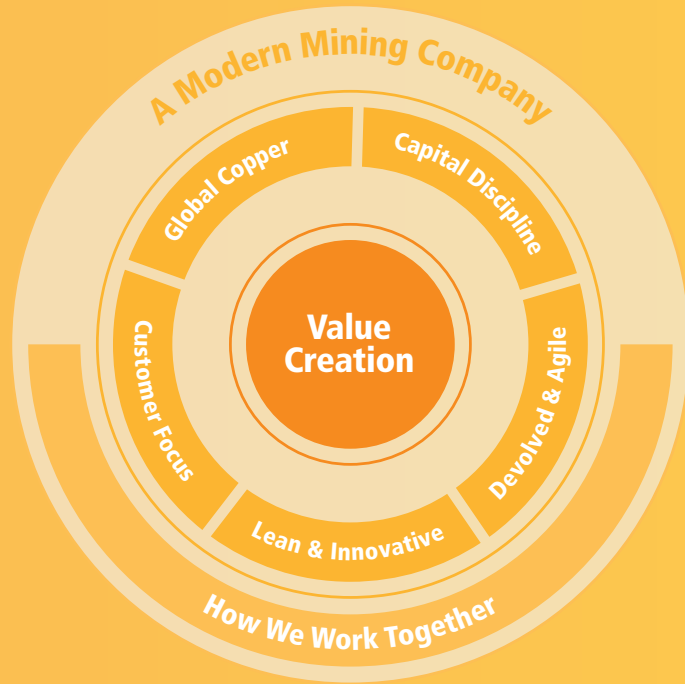 A Modern Mining Company
Global Copper
Capital Discipline
Customer Focus
Value
Creation
Devolved & Agile
Lean & Innovative
How We Work Together